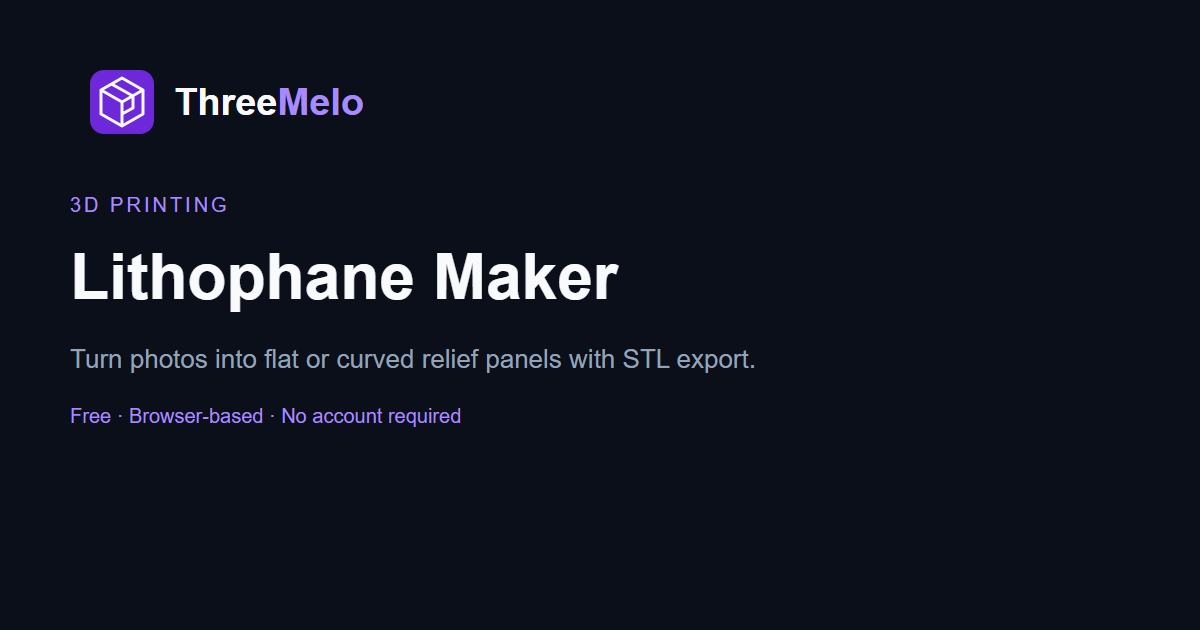 ThreeMelo
3D PRINTING
Lithophane Maker
Turn photos into flat or curved relief panels with STL export.
Free · Browser-based · No account required